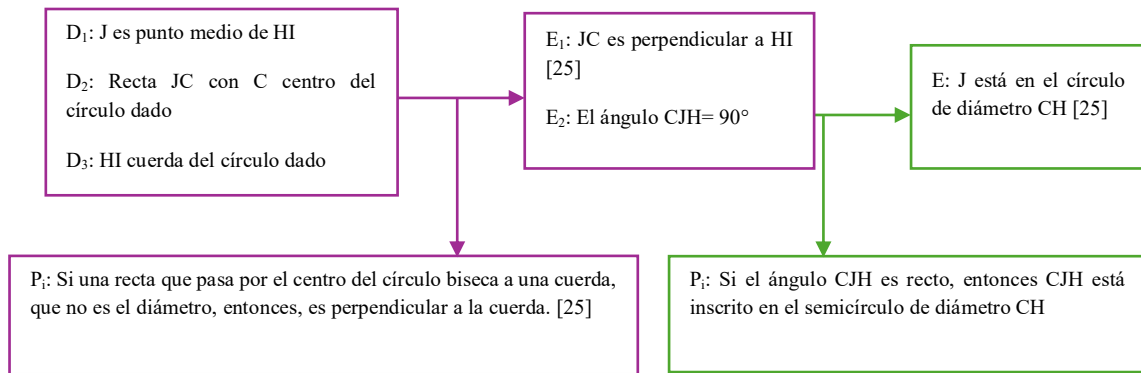 D₁: J es punto medio de HI
D₂: Recta JC con C centro del
círculo dado
D₃: HI cuerda del círculo dado
E₁: JC es perpendicular a HI
[25]
E₂: El ángulo CJH= 90°
E: J está en el círculo
de diámetro CH [25]
Pᵢ: Si una recta que pasa por el centro del círculo biseca a una cuerda,
que no es el diámetro, entonces, es perpendicular a la cuerda. [25]
Pᵢ: Si el ángulo CJH es recto, entonces CJH está
inscrito en el semicírculo de diámetro CH